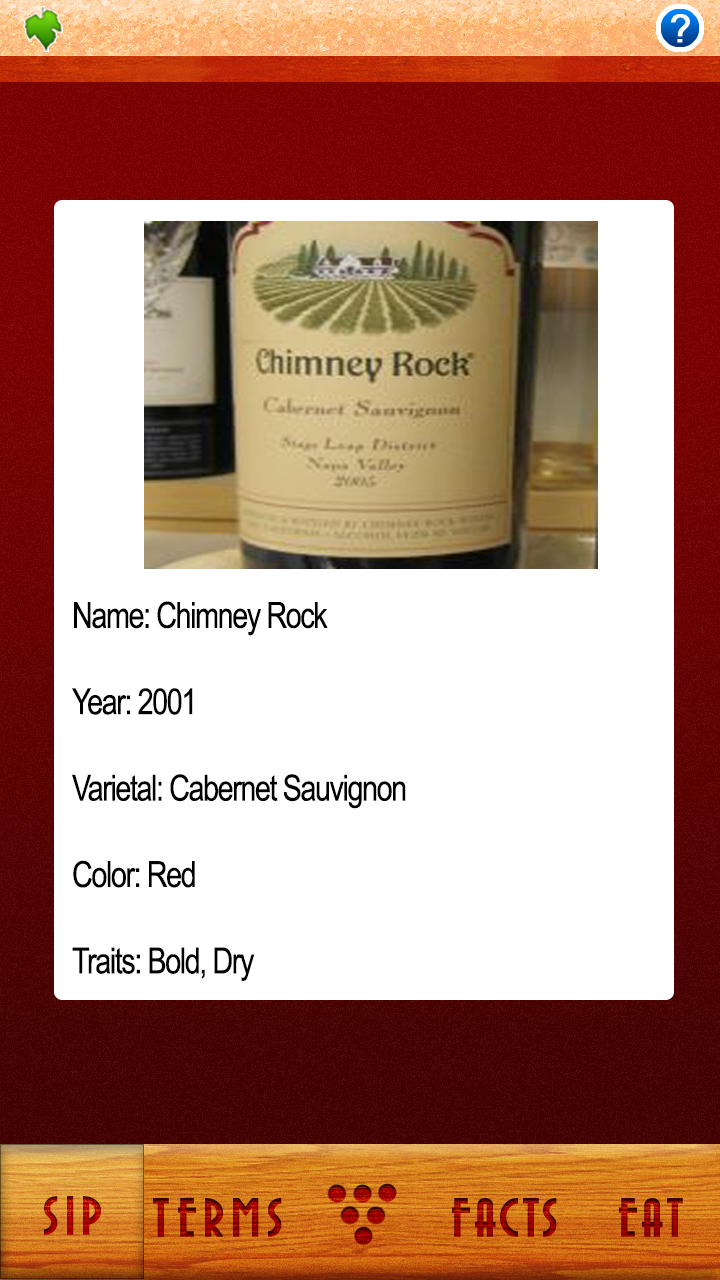 ?
Chimney Rock
Cabernet Sauvignon
Stags Leap District
Napa Valley
2005
Name: Chimney Rock
Year: 2001
Varietal: Cabernet Sauvignon
Color: Red
Traits: Bold, Dry
SIP TERMS FACTS EAT